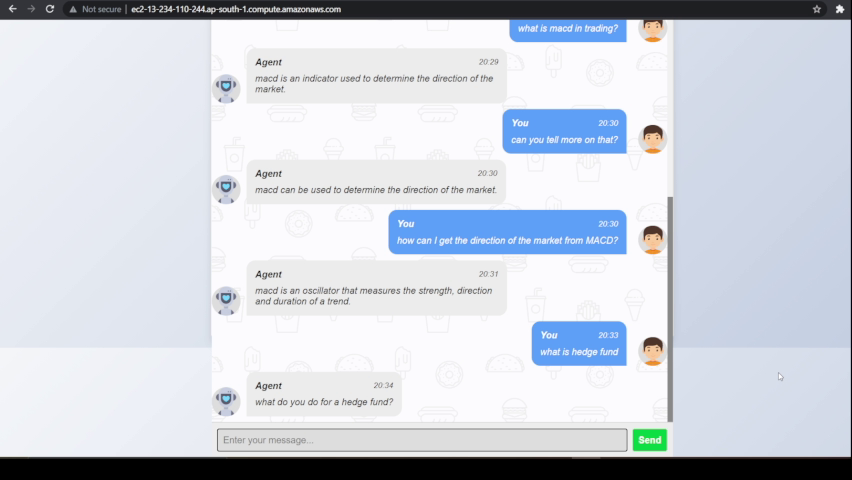 Not secure | ec2-13-234-110-244.ap-south-1.compute.amazonaws.com
what is macd in trading?
Agent 20:29
macd is an indicator used to determine the direction of the
market.
You 20:30
can you tell more on that?
Agent 20:30
macd can be used to determine the direction of the market.
You 20:30
how can I get the direction of the market from MACD?
Agent 20:31
macd is an oscillator that measures the strength, direction
and duration of a trend.
You 20:33
what is hedge fund
Agent 20:34
what do you do for a hedge fund?
Enter your message...
Send